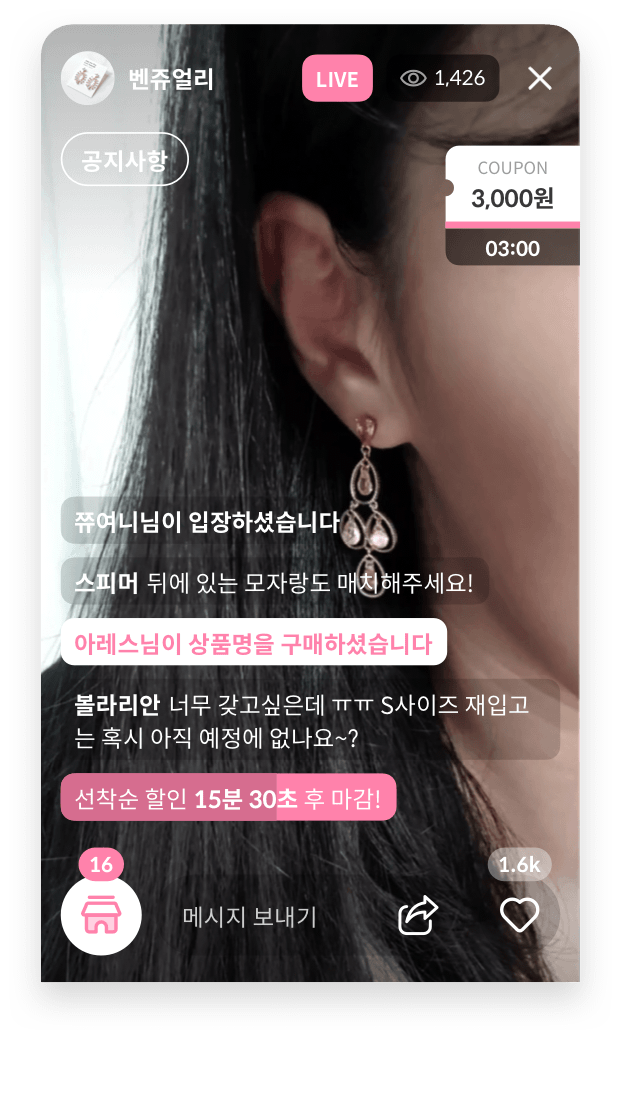 벤쥬얼리
LIVE
1,426
공지사항
COUPON
3,000원
03:00
쮸여니님이 입장하셨습니다
스피머 뒤에 있는 모자랑도 매치해주세요!
아레스님이 상품명을 구매하셨습니다
볼라리안 너무 갖고싶은데 ㅠㅠ S사이즈 재입고
는 혹시 아직 예정에 없나요~?
선착순 할인 15분 30초 후 마감!
16
1.6k
메시지 보내기